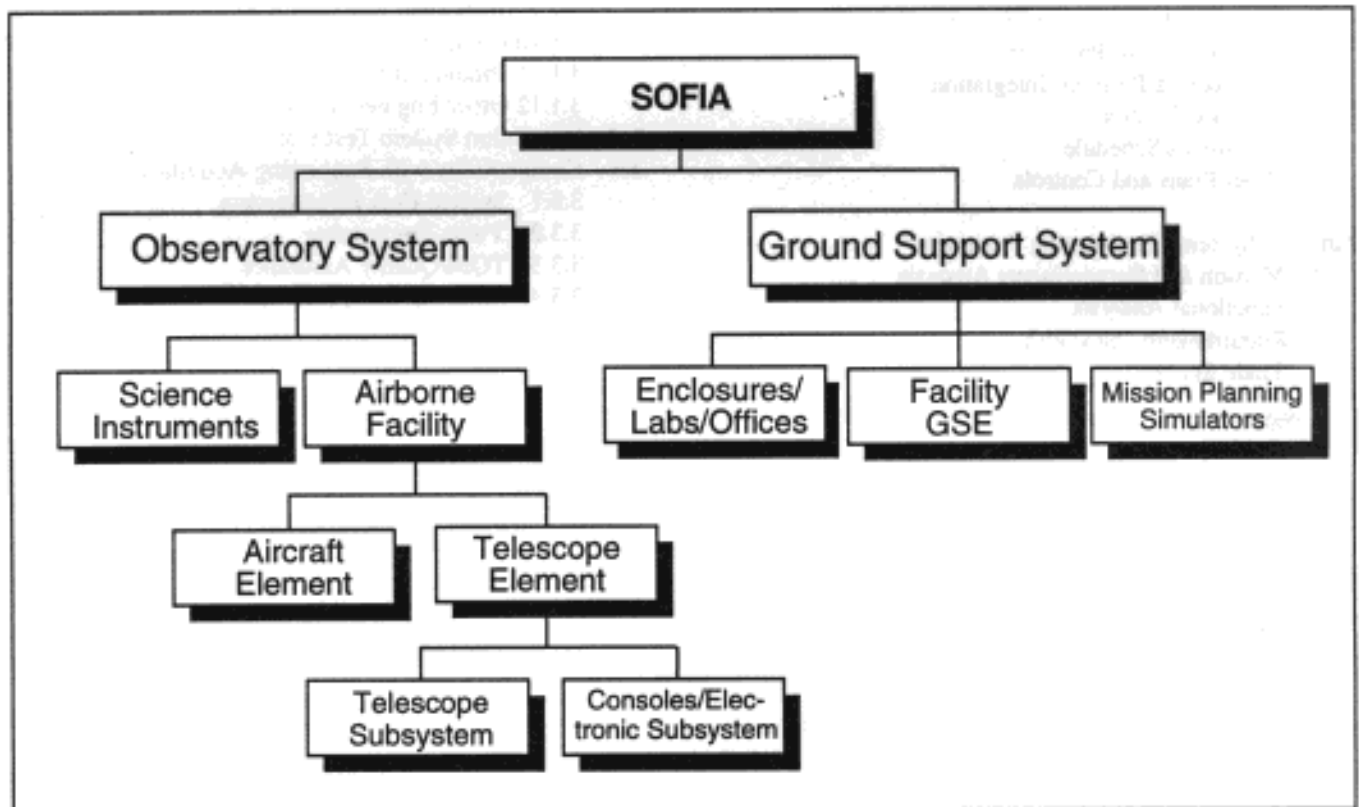 SOFIA
Observatory System
Ground Support System
Science
Instruments
Airborne
Facility
Enclosures/
Labs/Offices
Facility
GSE
Mission Planning
Simulators
Aircraft
Element
Telescope
Element
Telescope
Subsystem
Consoles/Elec-
tronic Subsystem